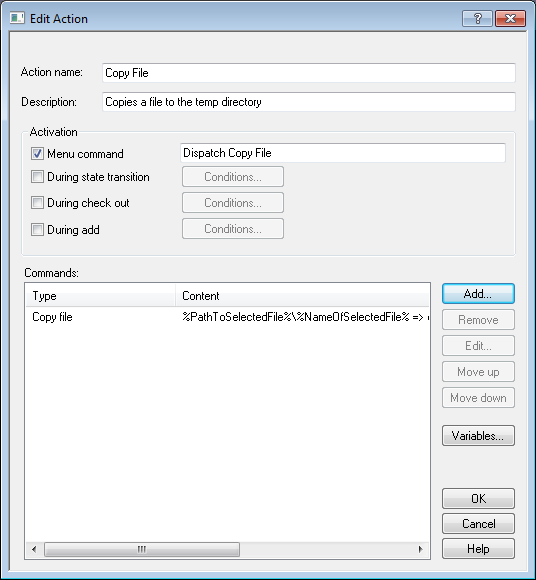 Edit Action
Action name: Copy File
Description: Copies a file to the temp directory
Activation
Menu command Dispatch Copy File
During state transition Conditions...
During check out Conditions...
During add Conditions...
Commands:
Type Content
Copy file %PathToSelectedFile%\%NameOfSelectedFile% =>
Add...
Remove
Edit...
Move up
Move down
Variables...
OK
Cancel
Help